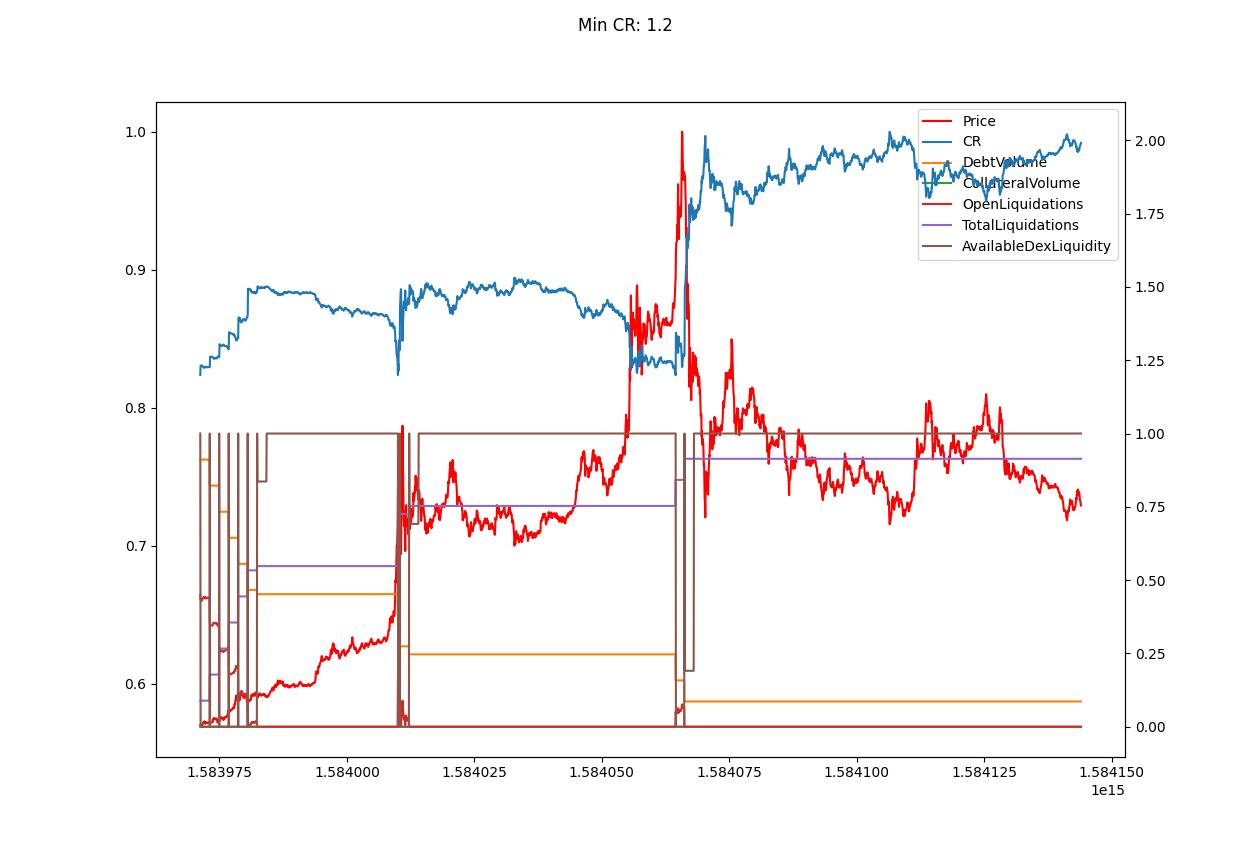 Min CR: 1.2
1.0
0.9
0.8
0.7
0.6
2.00
1.75
1.50
1.25
1.00
0.75
0.50
0.25
0.00
Price
CR
DebtVolume
CollateralVolume
OpenLiquidations
TotalLiquidations
AvailableDexLiquidity
1.583975 1.584000 1.584025 1.584050 1.584075 1.584100 1.584125 1.584150
1e15